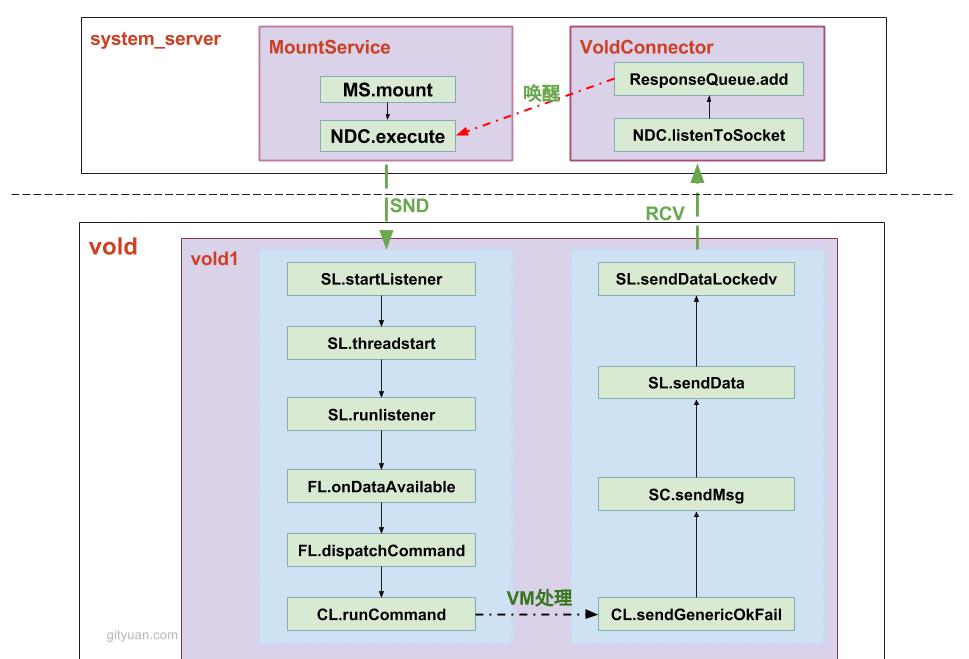 system_server
MountService
MS.mount
NDC.execute
唤醒
VoldConnector
ResponseQueue.add
NDC.listenToSocket
SND
RCV
vold
vold1
SL.startListener
SL.threadstart
SL.runlistener
FL.onDataAvailable
FL.dispatchCommand
CL.runCommand
VM处理
SL.sendDataLockedv
SL.sendData
SC.sendMsg
CL.sendGenericOkFail
gityuan.com